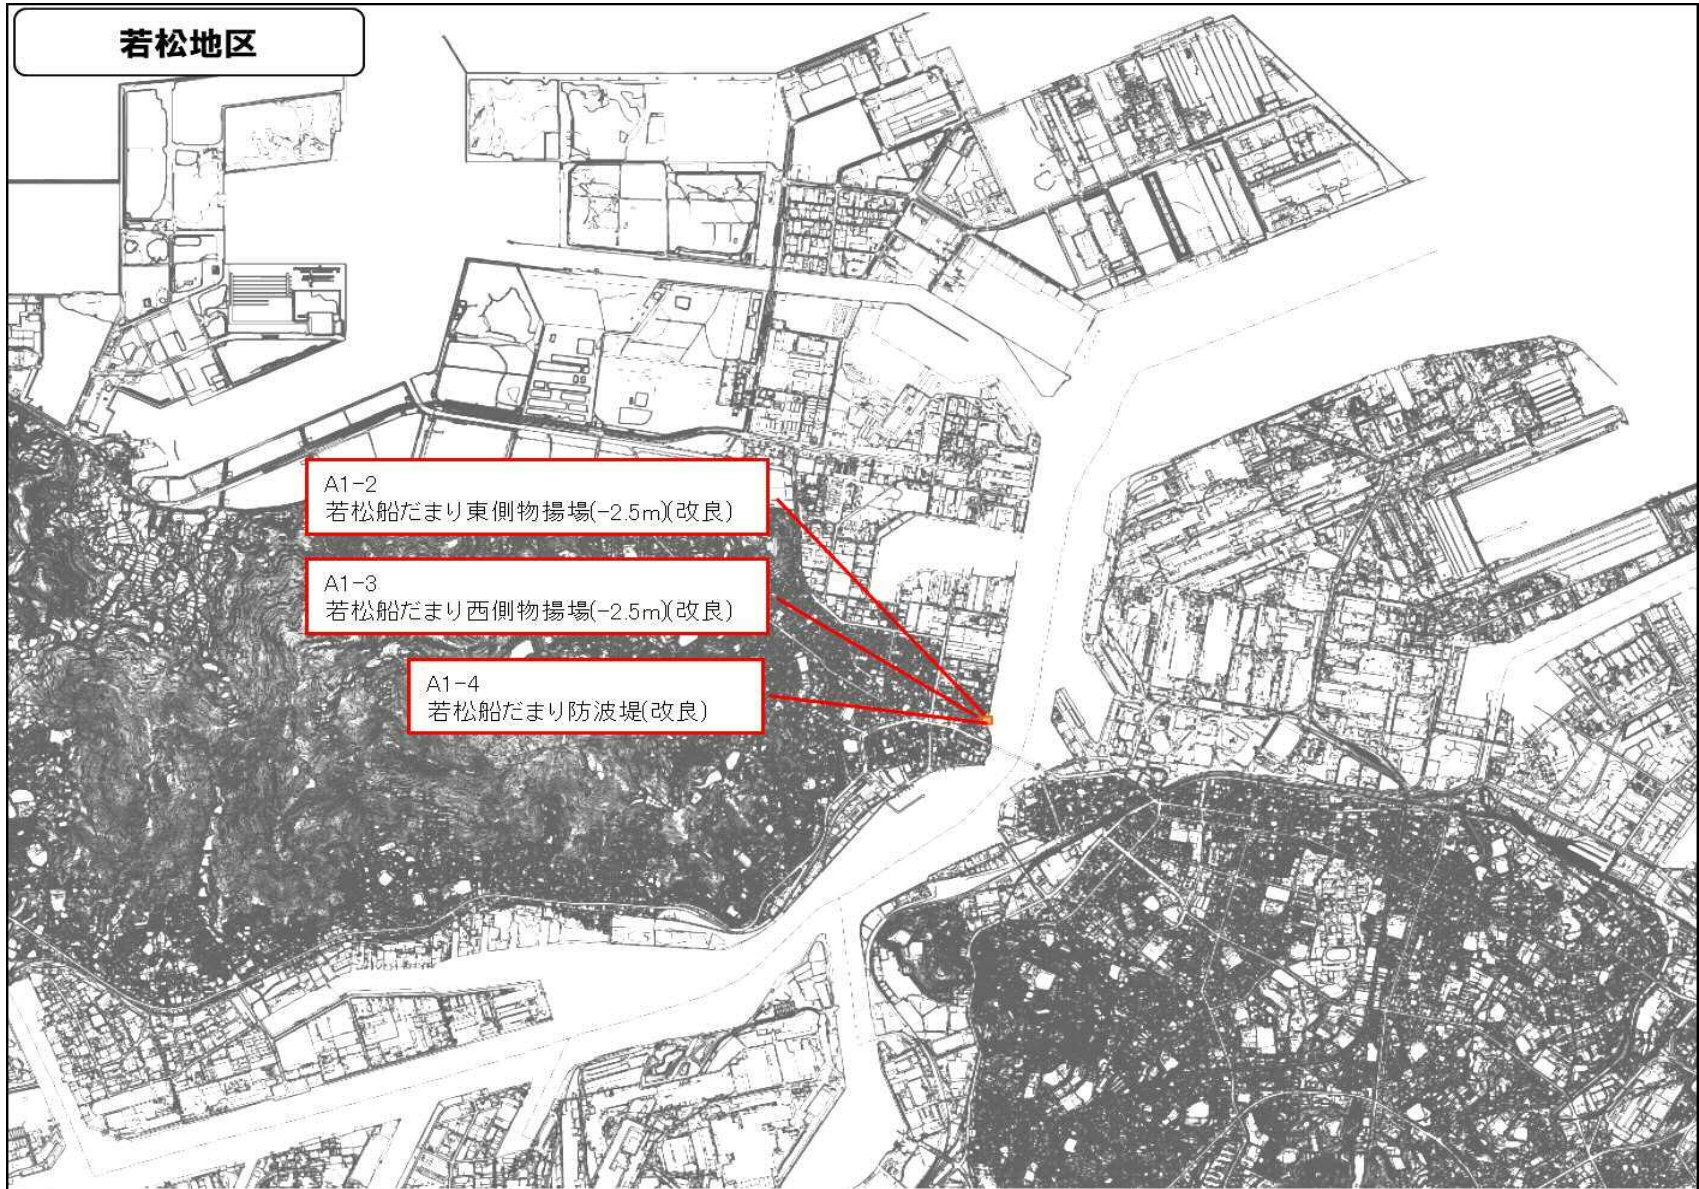 若松地区
A1-2
若松船だまり東側物揚場(-2.5m)(改良)
A1-3
若松船だまり西側物揚場(-2.5m)(改良)
A1-4
若松船だまり防波堤(改良)